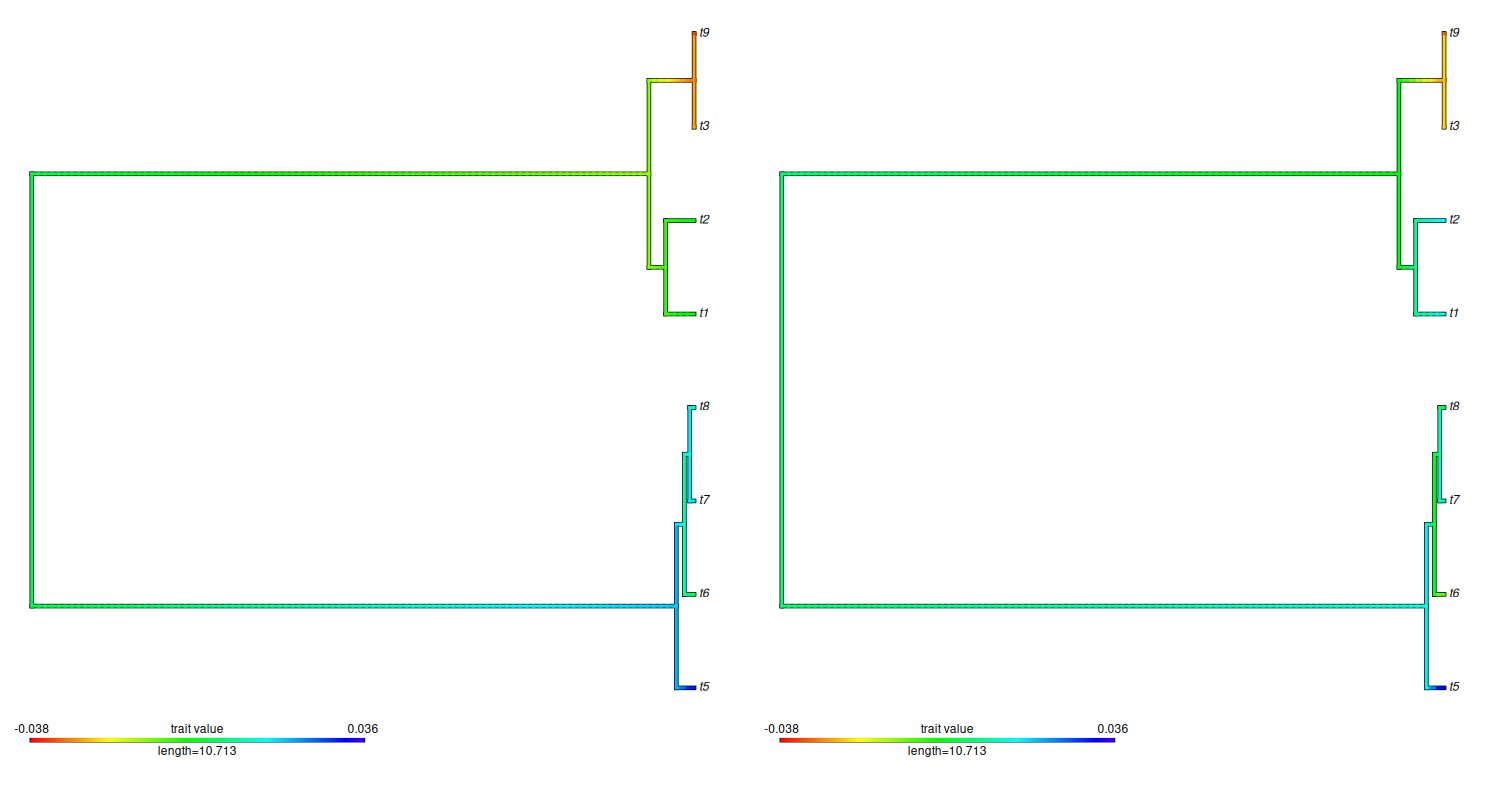 t9 t9
t3 t3
t2 t2
t1 t1
t8 t8
t7 t7
t6 t6
t5 t5
-0.038 trait value 0.036 -0.038 trait value 0.036
length=10.713 length=10.713